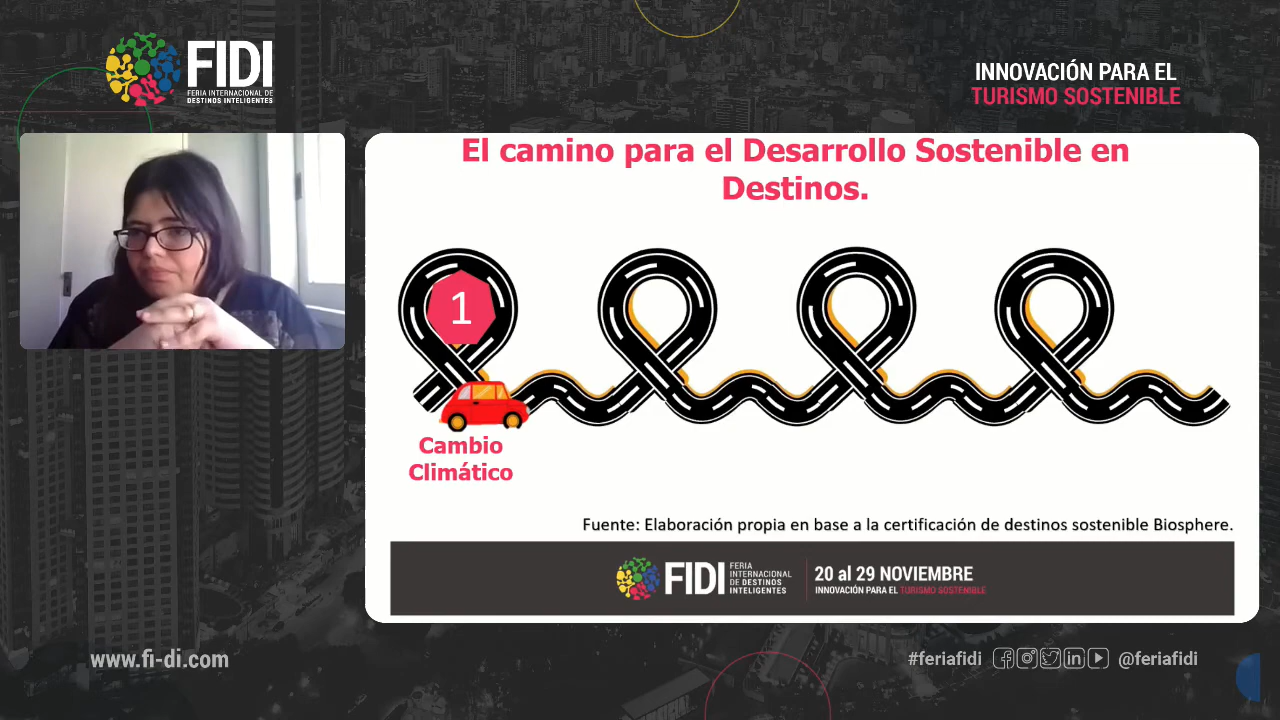 FIDI
FERIA INTERNACIONAL DE
DESTINOS INTELIGENTES
INNOVACIÓN PARA EL
TURISMO SOSTENIBLE
El camino para el Desarrollo Sostenible en
Destinos.
1
Cambio
Climático
Fuente: Elaboración propia en base a la certificación de destinos sostenible Biosphere.
FIDI
FERIA
INTERNACIONAL
DE DESTINOS
INTELIGENTES
20 al 29 NOVIEMBRE
INNOVACIÓN PARA EL TURISMO SOSTENIBLE
www.fi-di.com
#feriafidi
@feriafidi